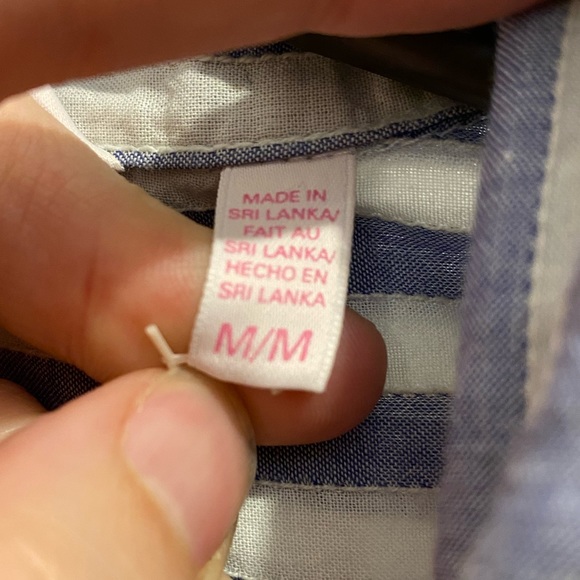 MADE IN
SRI LANKA/
FAIT AU
SRI LANKA/
HECHO EN
SRI LANKA
M/M